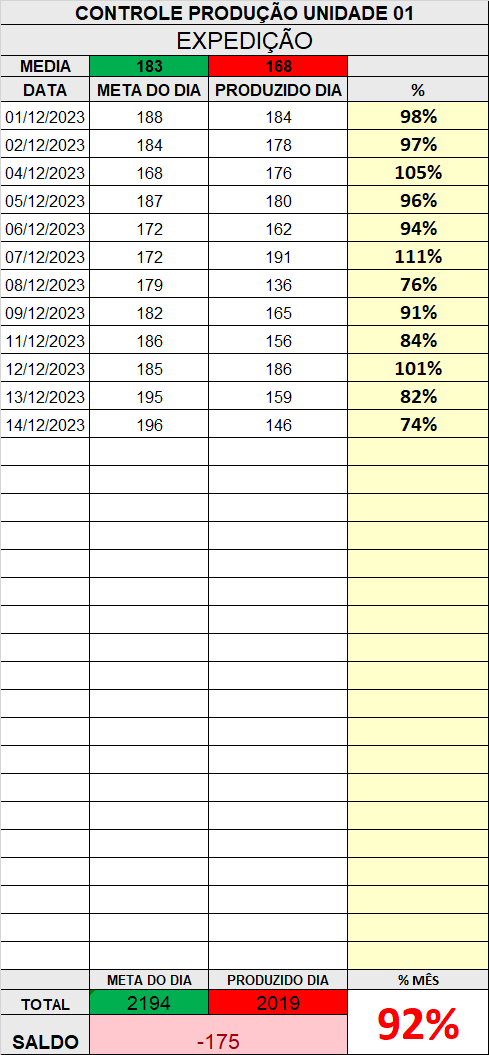 CONTROLE PRODUÇÃO UNIDADE 01
EXPEDIÇÃO
MEDIA 183 168
DATA META DO DIA PRODUZIDO DIA %
01/12/2023 188 184 98%
02/12/2023 184 178 97%
04/12/2023 168 176 105%
05/12/2023 187 180 96%
06/12/2023 172 162 94%
07/12/2023 172 191 111%
08/12/2023 179 136 76%
09/12/2023 182 165 91%
11/12/2023 186 156 84%
12/12/2023 185 186 101%
13/12/2023 195 159 82%
14/12/2023 196 146 74%
META DO DIA PRODUZIDO DIA % MÊS
TOTAL 2194 2019 92%
SALDO -175